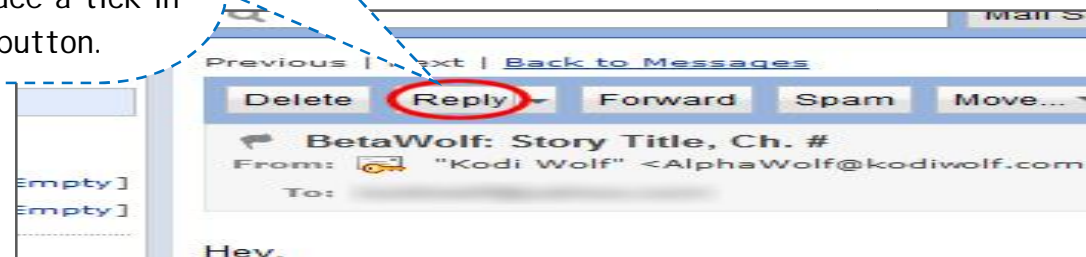 a tick in
button.
Mail S
Previous | Next | Back to Messages
Delete Reply Forward Spam Move...
BetaWolf: Story Title, Ch. #
From: "Kodi Wolf" <AlphaWolf@kodiwolf.com
To:
Empty]
Empty]
Hey,